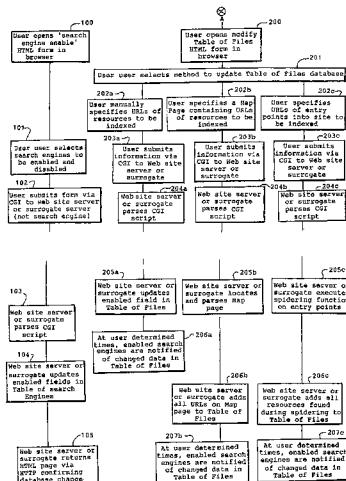 100
User opens 'search
engine enable'
HTML form in
browser
200
User opens modify
Table of Files
HTML form in
browser
201
User user selects method to update Table of Files database
202a
User manually
specifies URLs of
resources to be
indexed
202b
User specifies a Map
Page containing URLs
of resources to be
indexed
202c
User specifies
URLs of entry
points into site to
be indexed
101
User user selects
search engines to
be enabled and
disabled
203a
User submits
information via
CGI to Web site
server or
surrogate
203b
User submits
information via
CGI to Web site
server or
surrogate
203c
User submits
information via
CGI to Web site
server or
surrogate
102
User submits form via
CGI to web site server
or surrogate server
(not search engine)
204a
Web site server or
surrogate parses
CGI script
204b
Web site server or
surrogate parses
CGI script
204c
Web site server or
surrogate parses
CGI script
103
Web site server or
surrogate parses CGI
script
205a
Web site server or
surrogate updates
enabled field in
Table of Files
205b
Web site server or
surrogate locates
and parses Map
page
205c
Web site server or
surrogate execute
spidering functio
on entry points
104
Web site server or
surrogate updates
enabled fields in
Table of search
Engines
206a
At user determined
times, enabled search
engines are notified
of changed data in
Table of Files
206b
Web site server or
surrogate adds
all URLs on Map
page to Table of
Files
206c
Web site server or
surrogate adds all
resources found
during spidering to
Table of Files
105
Web site server or
surrogate returns
HTML page via
HTTP confirming
database change
207b
At user determined
times, enabled search
engines are notified
of changed data in
Table of Files
207c
At user determined
times, enabled searc
engines are notified
of changed data in
Table of Files